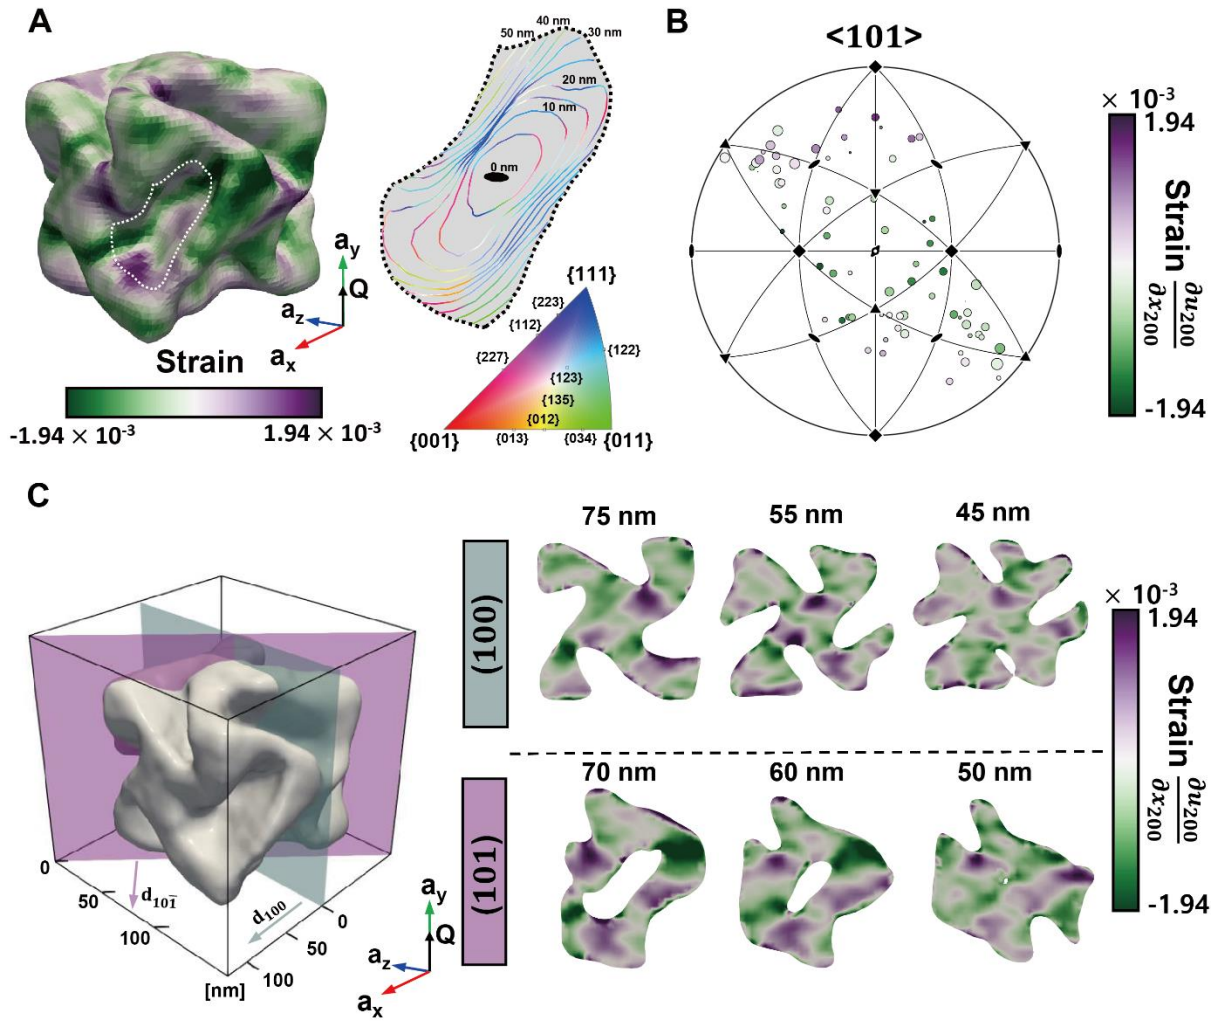 A
50 nm
40 nm
30 nm
20 nm
10 nm
0 nm
a_y
Q
a_z
a_x
Strain
-1.94 × 10⁻³
1.94 × 10⁻³
{111}
{223}
{112}
{227}
{122}
{123}
{135}
{012}
{001}
{013}
{034}
{011}
B
<101>
× 10⁻³
1.94
Strain ∂u₂₀₀/∂x₂₀₀
-1.94
C
0
50
100
[nm]
d₁₀₁̅
d₁₀₀
0
50
100
a_y
Q
a_z
a_x
(100)
75 nm
55 nm
45 nm
(101)
70 nm
60 nm
50 nm
× 10⁻³
1.94
Strain ∂u₂₀₀/∂x₂₀₀
-1.94